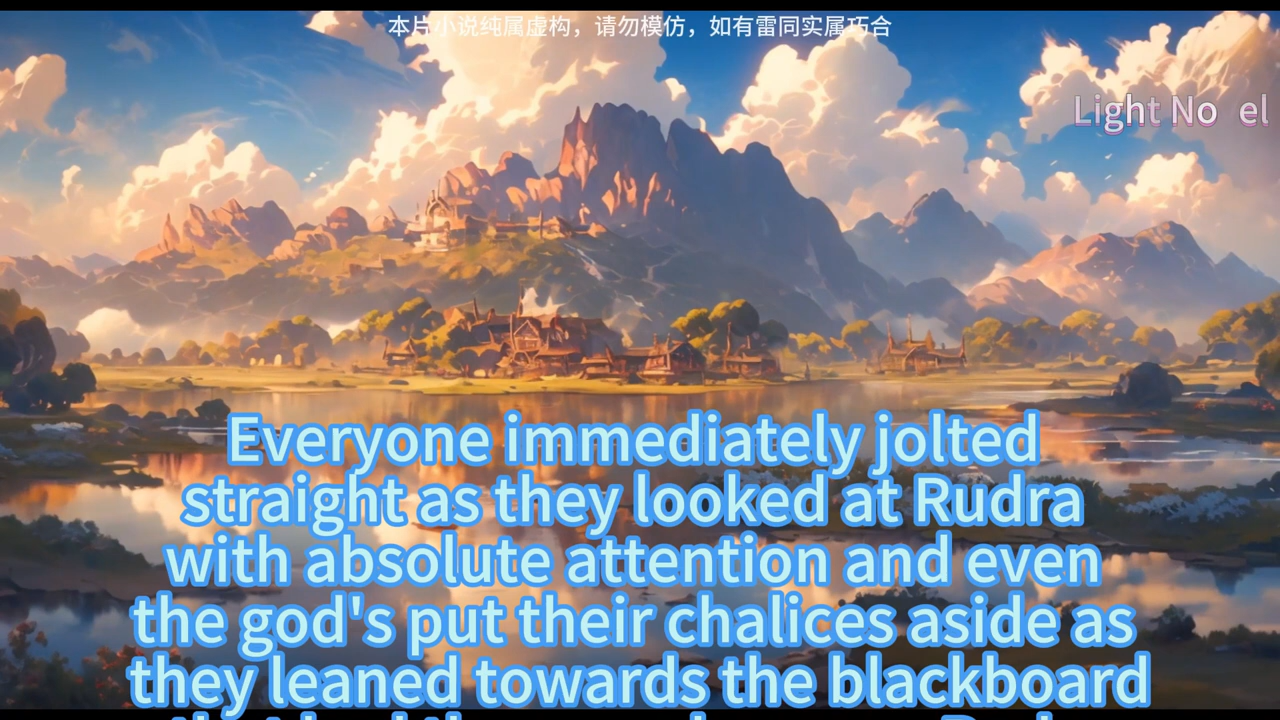 本片小说纯属虚构，请勿模仿，如有雷同实属巧合
Light No el
Everyone immediately jolted
straight as they looked at Rudra
with absolute attention and even
the god's put their chalices aside as
they leaned towards the blackboard